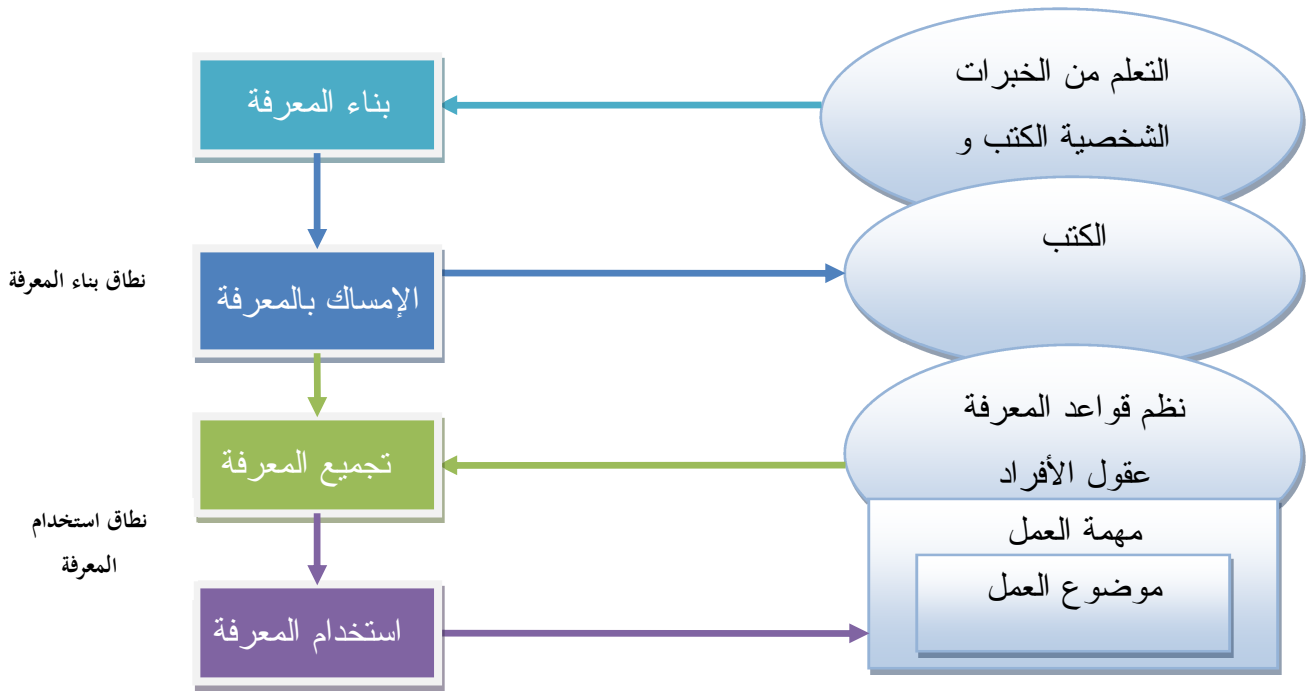 التعلم من الخبرات
الشخصية الكتب و
بناء المعرفة
الكتب
الإمساك بالمعرفة
نطاق بناء المعرفة
نظم قواعد المعرفة
عقول الأفراد
تجميع المعرفة
نطاق استخدام
المعرفة
مهمة العمل
موضوع العمل
استخدام المعرفة